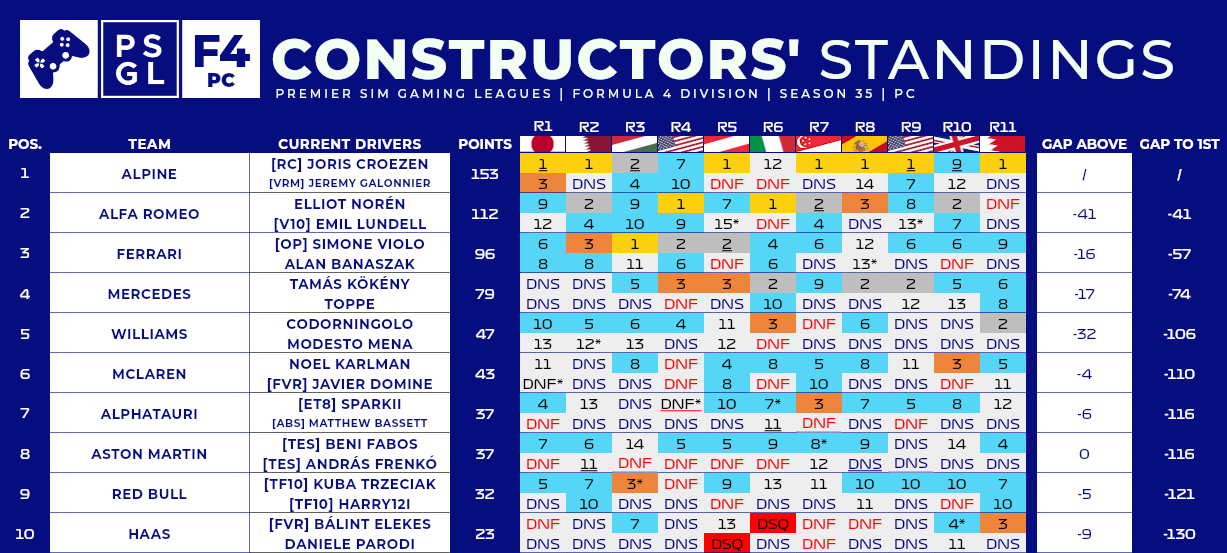 PS
GL
F4
PC
CONSTRUCTORS' STANDINGS
PREMIER SIM GAMING LEAGUES | FORMULA 4 DIVISION | SEASON 35 | PC
R1 R2 R3 R4 R5 R6 R7 R8 R9 R10 R11
POS. TEAM CURRENT DRIVERS POINTS GAP ABOVE GAP TO 1ST
[RC] JORIS CROEZEN 1 1 2 7 1 12 1 1 1 9 1
1 ALPINE 153 / /
[VRM] JEREMY GALONNIER 3 DNS 4 10 DNF DNF DNS 14 7 12 DNS
ELLIOT NORÉN 9 2 9 1 7 1 2 3 8 2 DNF
2 ALFA ROMEO 112 -41 -41
[V10] EMIL LUNDELL 12 4 10 9 15* DNF 4 DNS 13* 7 DNS
[OP] SIMONE VIOLO 6 3 1 2 2 4 6 12 6 6 9
3 FERRARI 96 -16 -57
ALAN BANASZAK 8 8 11 6 DNF 6 DNS 13* DNS DNF DNS
TAMÁS KÖKÉNY DNS DNS 5 3 3 2 9 2 2 5 6
4 MERCEDES 79 -17 -74
TOPPE DNS DNS DNS DNF DNS 10 DNS DNS 12 13 8
CODORNINGOLO 10 5 6 4 11 3 DNF 6 DNS DNS 2
5 WILLIAMS 47 -32 -106
MODESTO MENA 13 12* 13 DNS 12 DNF DNS DNS DNS DNS DNS
NOEL KARLMAN 11 DNS 8 DNF 4 8 5 8 11 3 5
6 MCLAREN 43 -4 -110
[FVR] JAVIER DOMINE DNF* DNS DNS DNF 8 DNF 10 DNS DNS DNF 11
[ET8] SPARKII 4 13 DNS DNF* 10 7* 3 7 5 8 12
7 ALPHATAURI 37 -6 -116
[ABS] MATTHEW BASSETT DNF DNS DNS DNS DNS 11 DNF DNS DNF DNS DNS
[TES] BENI FABOS 7 6 14 5 5 9 8* 9 DNS 14 4
8 ASTON MARTIN 37 0 -116
[TES] ANDRÁS FRENKÓ DNF 11 DNF DNF DNF DNF 12 DNS DNS DNS DNS
[TF10] KUBA TRZECIAK 5 7 3* DNF 9 13 11 10 10 10 7
9 RED BULL 32 -5 -121
[TF10] HARRY12I DNS 10 DNS DNS DNF DNS DNS 11 DNS DNF 10
[FVR] BÁLINT ELEKES DNF DNS 7 DNS 13 DSQ DNF DNF DNS 4* 3
10 HAAS 23 -9 -130
DANIELE PARODI DNS DNS DNS DNS DSQ DNS DNF DNS DNS 11 DNS